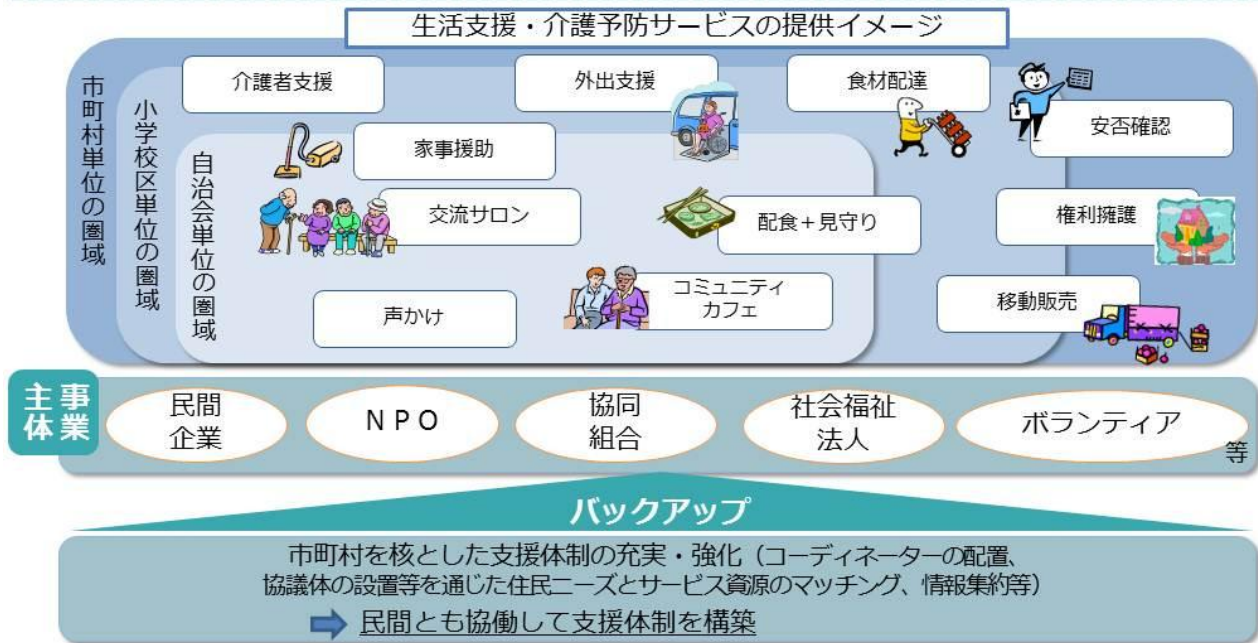 生活支援・介護予防サービスの提供イメージ
市町村単位の圏域
小学校区単位の圏域
自治会単位の圏域
介護者支援
外出支援
食材配達
安否確認
家事援助
交流サロン
配食+見守り
権利擁護
声かけ
コミュニティ
カフェ
移動販売
事業
主体
民間
企業
NPO
協同
組合
社会福祉
法人
ボランティア
等
バックアップ
市町村を核とした支援体制の充実・強化(コーディネーターの配置、
協議体の設置等を通じた住民ニーズとサービス資源のマッチング、情報集約等)
➡ 民間とも協働して支援体制を構築